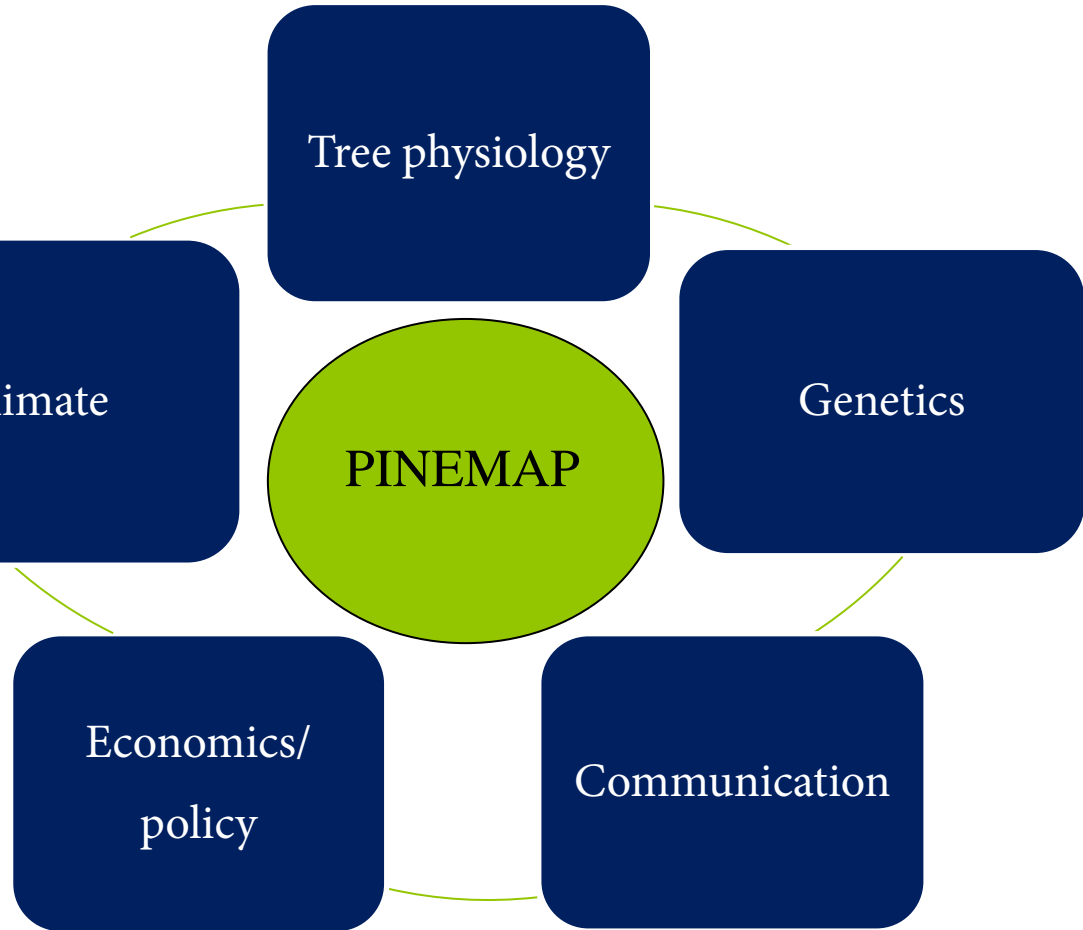 Tree physiology
imate
Genetics
PINEMAP
Economics/
policy
Communication